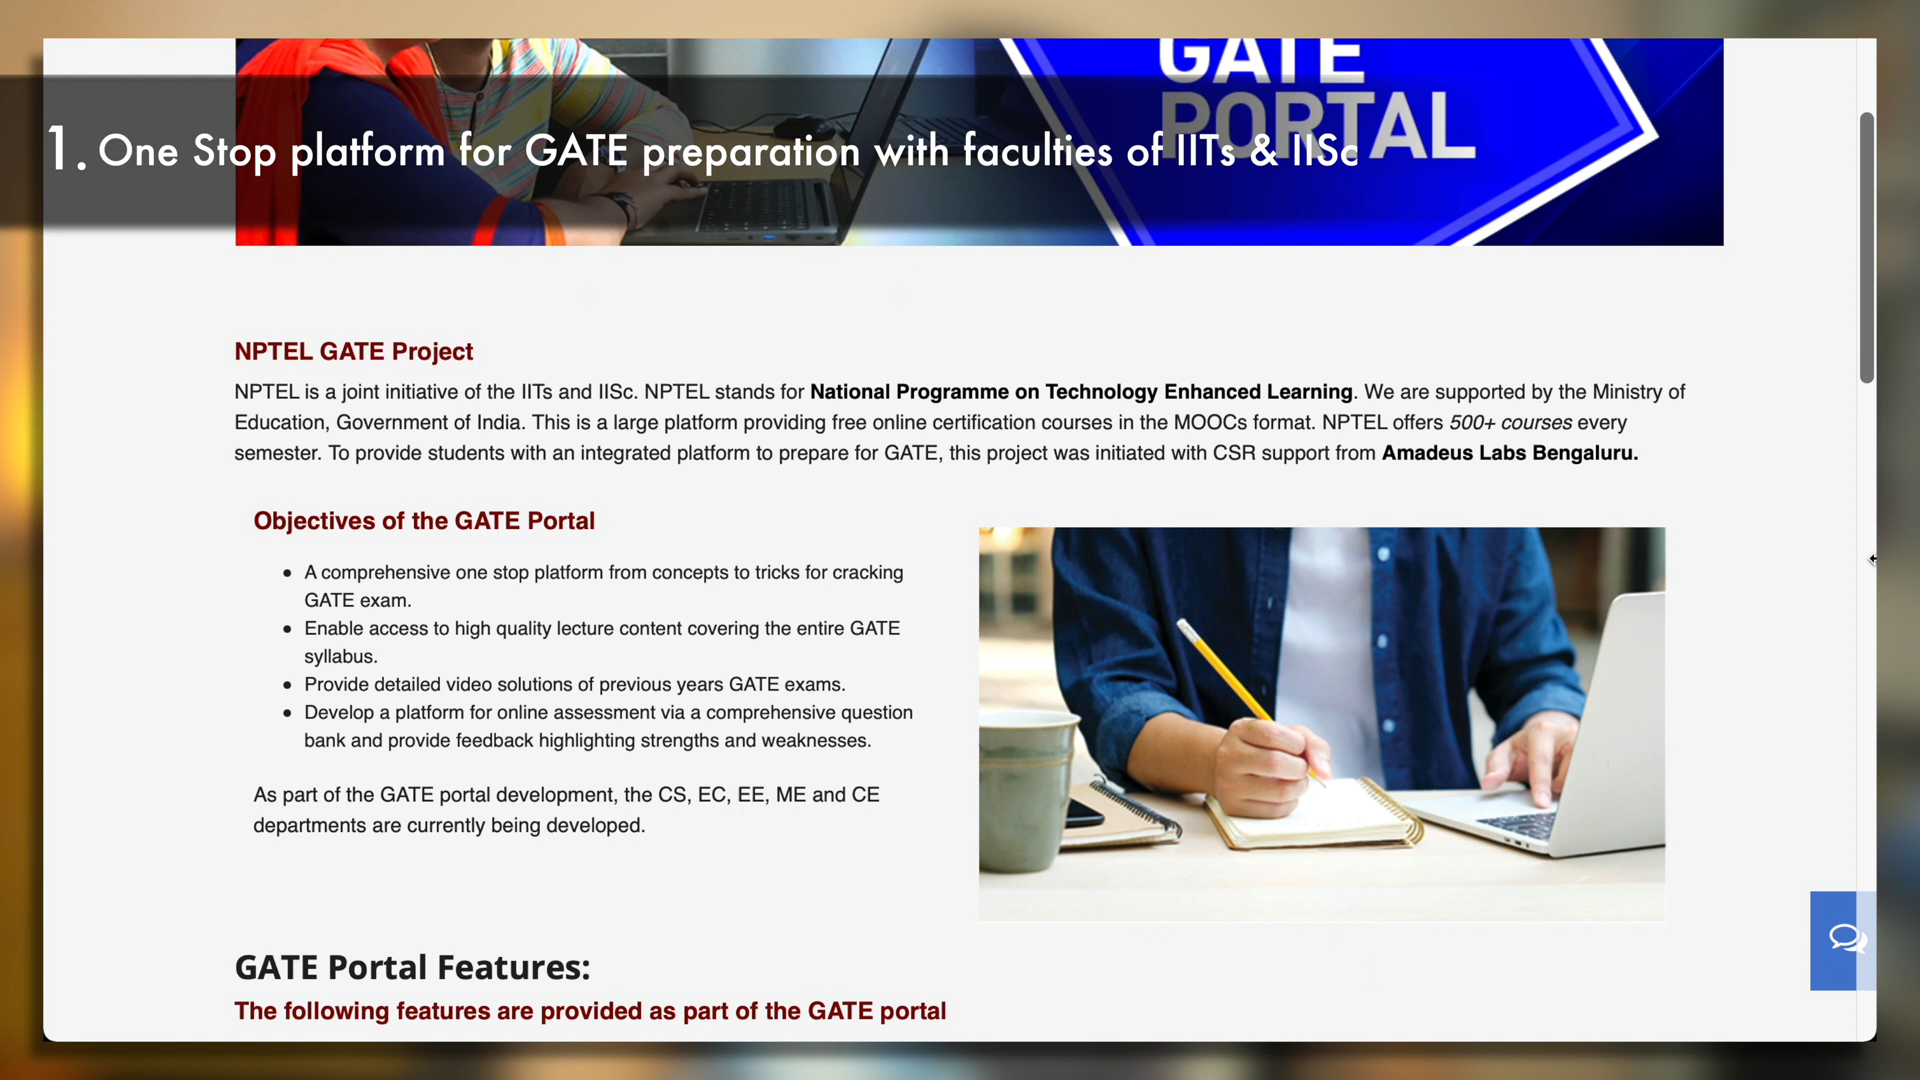 GATE
PORTAL
1. One Stop platform for GATE preparation with faculties of IITs & IISc
NPTEL GATE Project
NPTEL is a joint initiative of the IITs and IISc. NPTEL stands for National Programme on Technology Enhanced Learning. We are supported by the Ministry of
Education, Government of India. This is a large platform providing free online certification courses in the MOOCs format. NPTEL offers 500+ courses every
semester. To provide students with an integrated platform to prepare for GATE, this project was initiated with CSR support from Amadeus Labs Bengaluru.
Objectives of the GATE Portal
• A comprehensive one stop platform from concepts to tricks for cracking
GATE exam.
• Enable access to high quality lecture content covering the entire GATE
syllabus.
• Provide detailed video solutions of previous years GATE exams.
• Develop a platform for online assessment via a comprehensive question
bank and provide feedback highlighting strengths and weaknesses.
As part of the GATE portal development, the CS, EC, EE, ME and CE
departments are currently being developed.
GATE Portal Features:
The following features are provided as part of the GATE portal